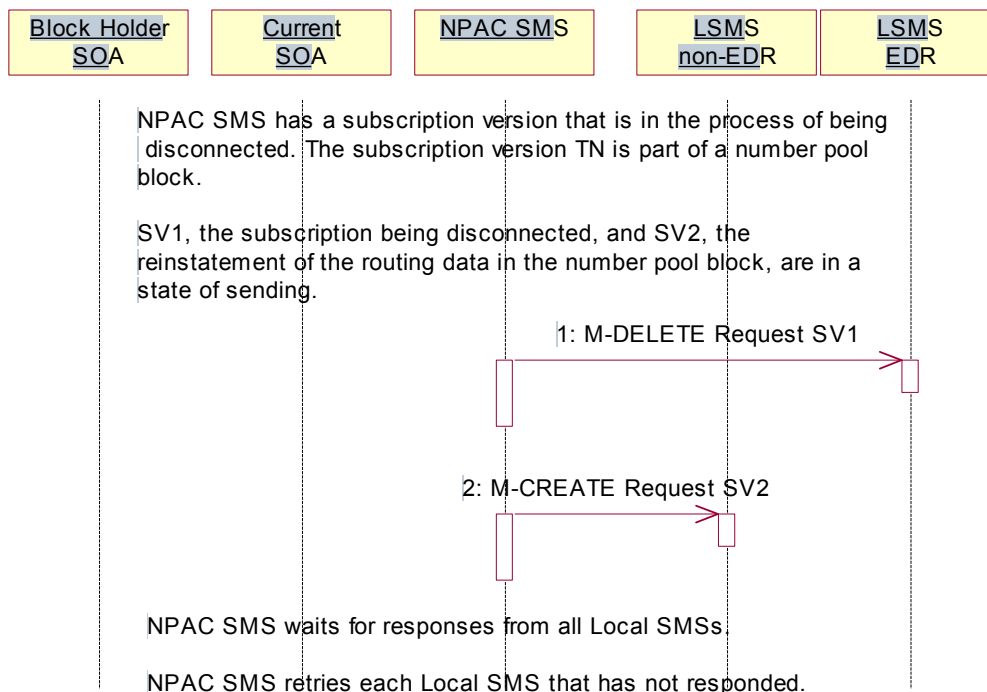 Block Holder
SOA
Current
SOA
NPAC SMS
LSMS
non-EDR
LSMS
EDR
NPAC SMS has a subscription version that is in the process of being
disconnected. The subscription version TN is part of a number pool
block.
SV1, the subscription being disconnected, and SV2, the
reinstatement of the routing data in the number pool block, are in a
state of sending.
1: M-DELETE Request SV1
2: M-CREATE Request SV2
NPAC SMS waits for responses from all Local SMSs.
NPAC SMS retries each Local SMS that has not responded.